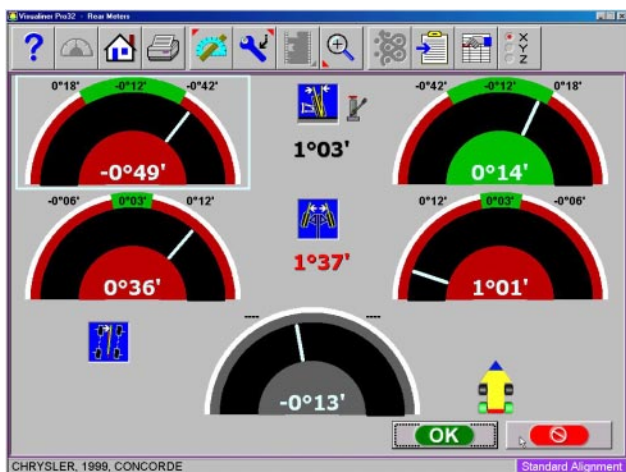 Visualiner Pro32 - Rear Meters
X
Y
Z
0°18' -0°12' -0°42'
-0°49'
1°03'
-0°42' -0°12' 0°18'
0°14'
-0°06' 0°03' 0°12'
0°36'
1°37'
0°12' 0°03' -0°06'
1°01'
---- ----
-0°13'
OK
CHRYSLER, 1999, CONCORDE
Standard Alignment